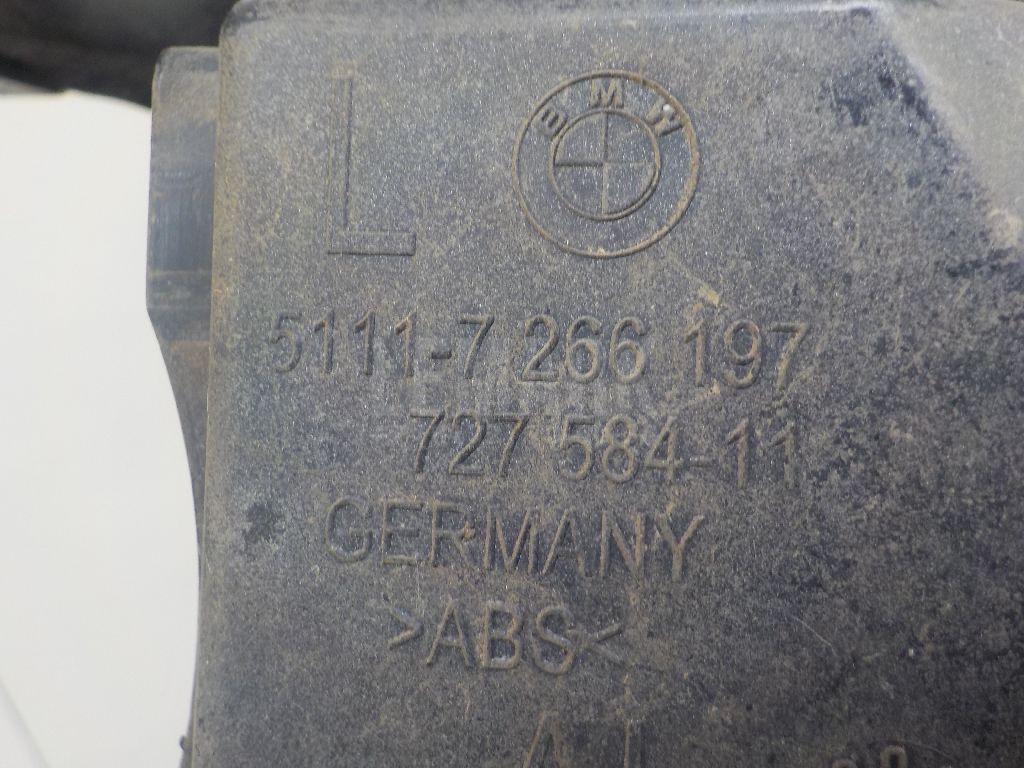 L BMW
5111-7 266 197
727 584-11
GERMANY
>ABS<